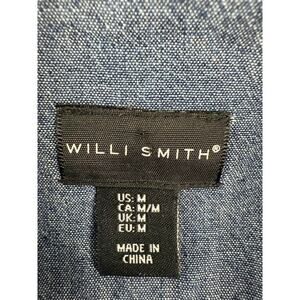 WILLI SMITH®
US: M
CA: M/M
UK: M
EU: M
MADE IN
CHINA